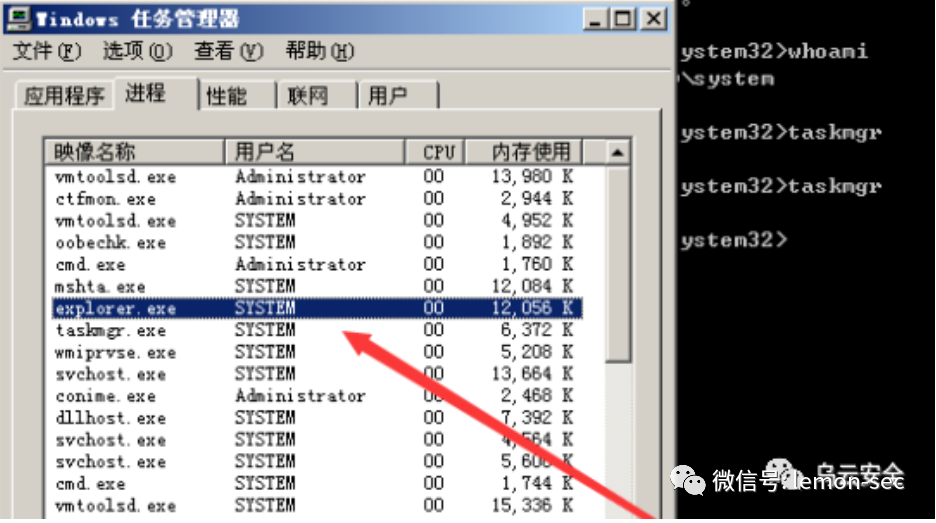 Windows 任务管理器
文件(F) 选项(O) 查看(V) 帮助(H)
应用程序 进程 性能 联网 用户
映像名称 用户名 CPU 内存使用
vmtoolsd.exe Administrator 00 13,980 K
ctfmon.exe Administrator 00 2,944 K
vmtoolsd.exe SYSTEM 00 4,952 K
oobechk.exe SYSTEM 00 1,892 K
cmd.exe Administrator 00 1,760 K
mshta.exe SYSTEM 00 12,084 K
explorer.exe SYSTEM 00 12,056 K
taskmgr.exe SYSTEM 00 6,372 K
wmiprvse.exe SYSTEM 00 5,208 K
svchost.exe SYSTEM 00 13,664 K
conime.exe Administrator 00 2,468 K
dllhost.exe SYSTEM 00 7,392 K
svchost.exe SYSTEM 00 4,564 K
svchost.exe SYSTEM 00 K
cmd.exe SYSTEM 00 1,744 K
vmtoolsd.exe SYSTEM 00 15,336 K
ystem32>whoami
\system
ystem32>taskmgr
ystem32>taskmgr
ystem32>
微信号: lemon-sec
乌云安全